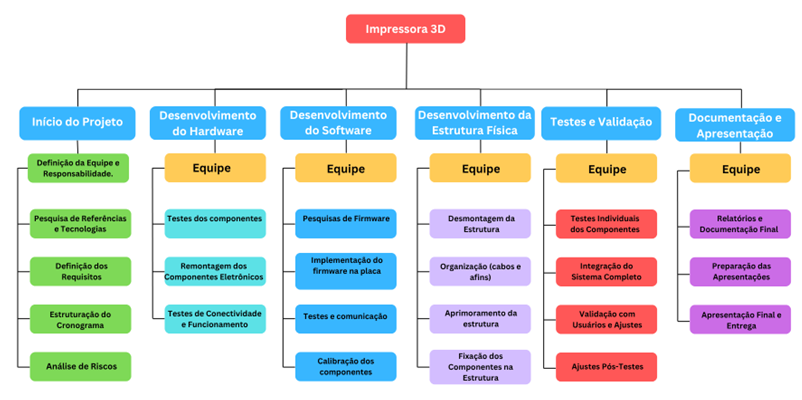 Impressora 3D
Início do Projeto
Desenvolvimento
do Hardware
Desenvolvimento
do Software
Desenvolvimento da
Estrutura Física
Testes e Validação
Documentação e
Apresentação
Definição da Equipe e
Responsabilidade.
Equipe
Equipe
Equipe
Equipe
Equipe
Pesquisa de Referências
e Tecnologias
Testes dos componentes
Pesquisas de Firmware
Desmontagem da
Estrutura
Testes Individuais
dos Componentes
Relatórios e
Documentação Final
Definição dos
Requisitos
Remontagem dos
Componentes Eletrônicos
Implementação do
firmware na placa
Organização (cabos e
afins)
Integração do
Sistema Completo
Preparação das
Apresentações
Estruturação do
Cronograma
Testes de Conectividade
e Funcionamento
Testes e comunicação
Aprimoramento da
estrutura
Validação com
Usuários e Ajustes
Apresentação Final e
Entrega
Análise de Riscos
Calibração dos
componentes
Fixação dos
Componentes na
Estrutura
Ajustes Pós-Testes